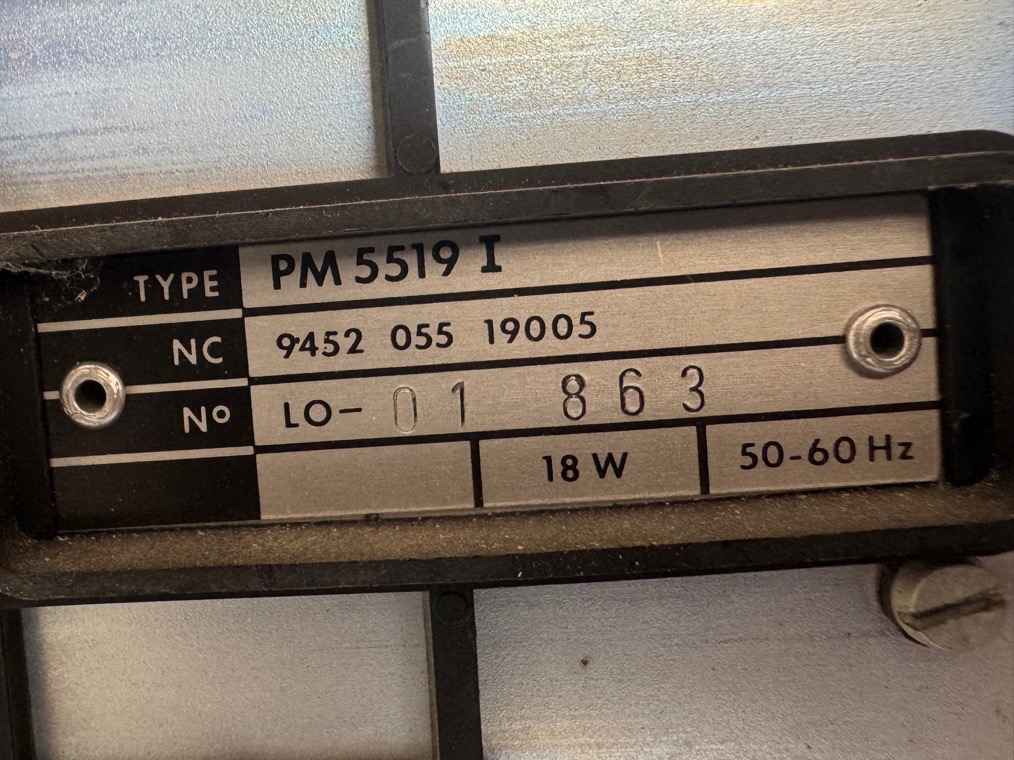 TYPE PM 5519 I
NC 9452 055 19005
No LO- 01 863
18 W 50-60 Hz